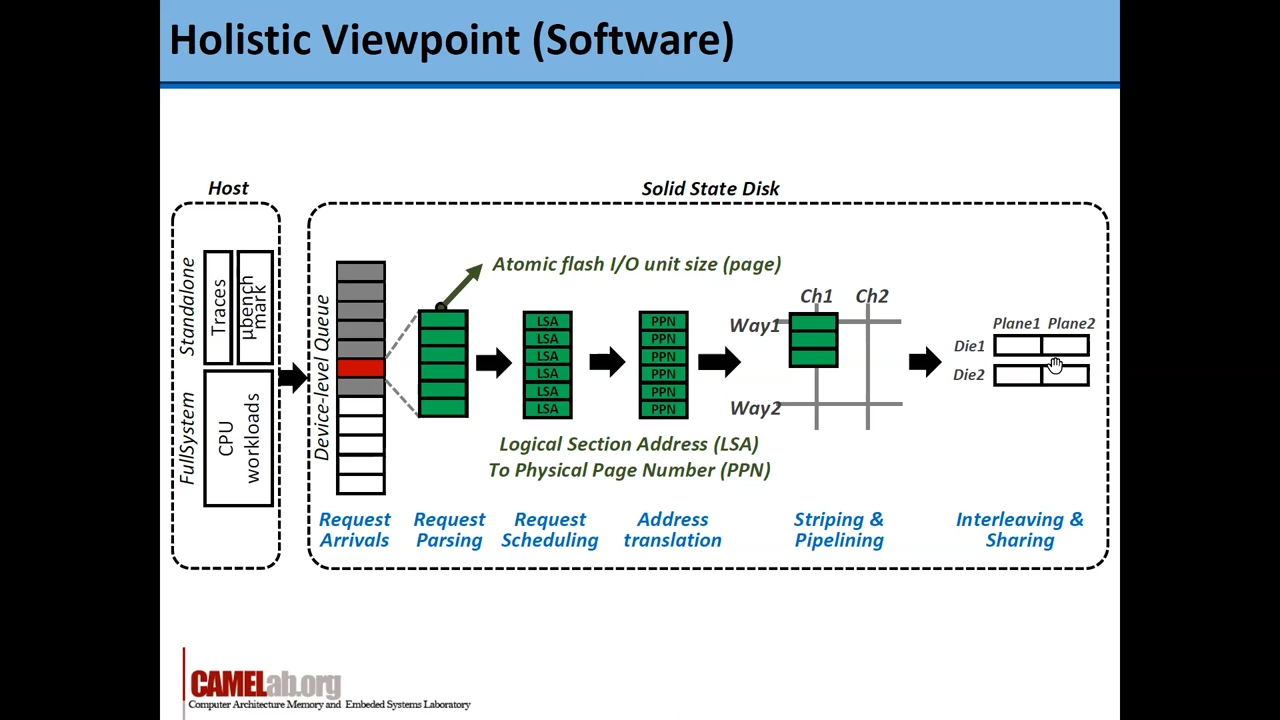 Holistic Viewpoint (Software)
Host
Solid State Disk
Standalone
Traces
μbench
mark
FullSystem
CPU
workloads
Device-level Queue
Atomic flash I/O unit size (page)
LSA
LSA
LSA
LSA
LSA
LSA
PPN
PPN
PPN
PPN
PPN
PPN
Logical Section Address (LSA)
To Physical Page Number (PPN)
Ch1 Ch2
Way1
Way2
Plane1 Plane2
Die1
Die2
Request
Arrivals
Request
Parsing
Request
Scheduling
Address
translation
Striping &
Pipelining
Interleaving &
Sharing
CAMELab.org
Computer Architecture Memory and Embeded Systems Laboratory